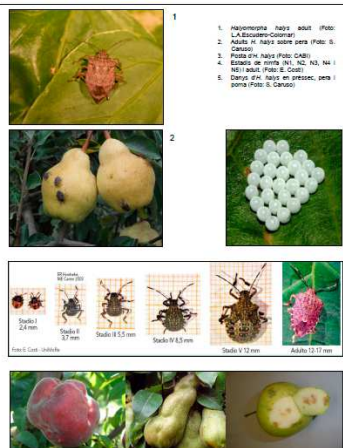 1
1. Halyomorpha halys adult (Foto:
L.A.Escudero-Colomar)
2. Adults H. halys sobre pera (Foto: S.
Caruso)
3. Posta d'H. halys (Foto: CABI)
4. Estadis de nimfa (N1, N2, N3, N4 i
N5) i adult. (Foto: E. Costi)
5. Danys d'H. halys en préssec, pera i
poma (Foto: S. Caruso)
2
Stadio I
2,4 mm
Stadio II
3,7 mm
Stadio III 5,5 mm
Stadio IV 8,5 mm
Stadio V 12 mm
Adulto 12-17 mm
Foto E. Costi - UniMoRe